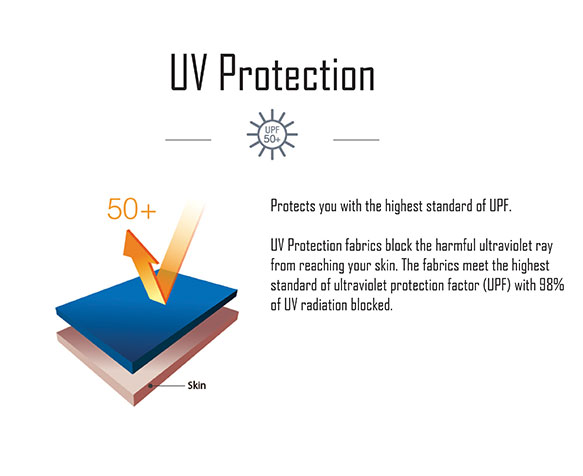 UV Protection
UPF
50+
50+
Protects you with the highest standard of UPF.
UV Protection fabrics block the harmful ultraviolet ray
from reaching your skin. The fabrics meet the highest
standard of ultraviolet protection factor (UPF) with 98%
of UV radiation blocked.
Skin